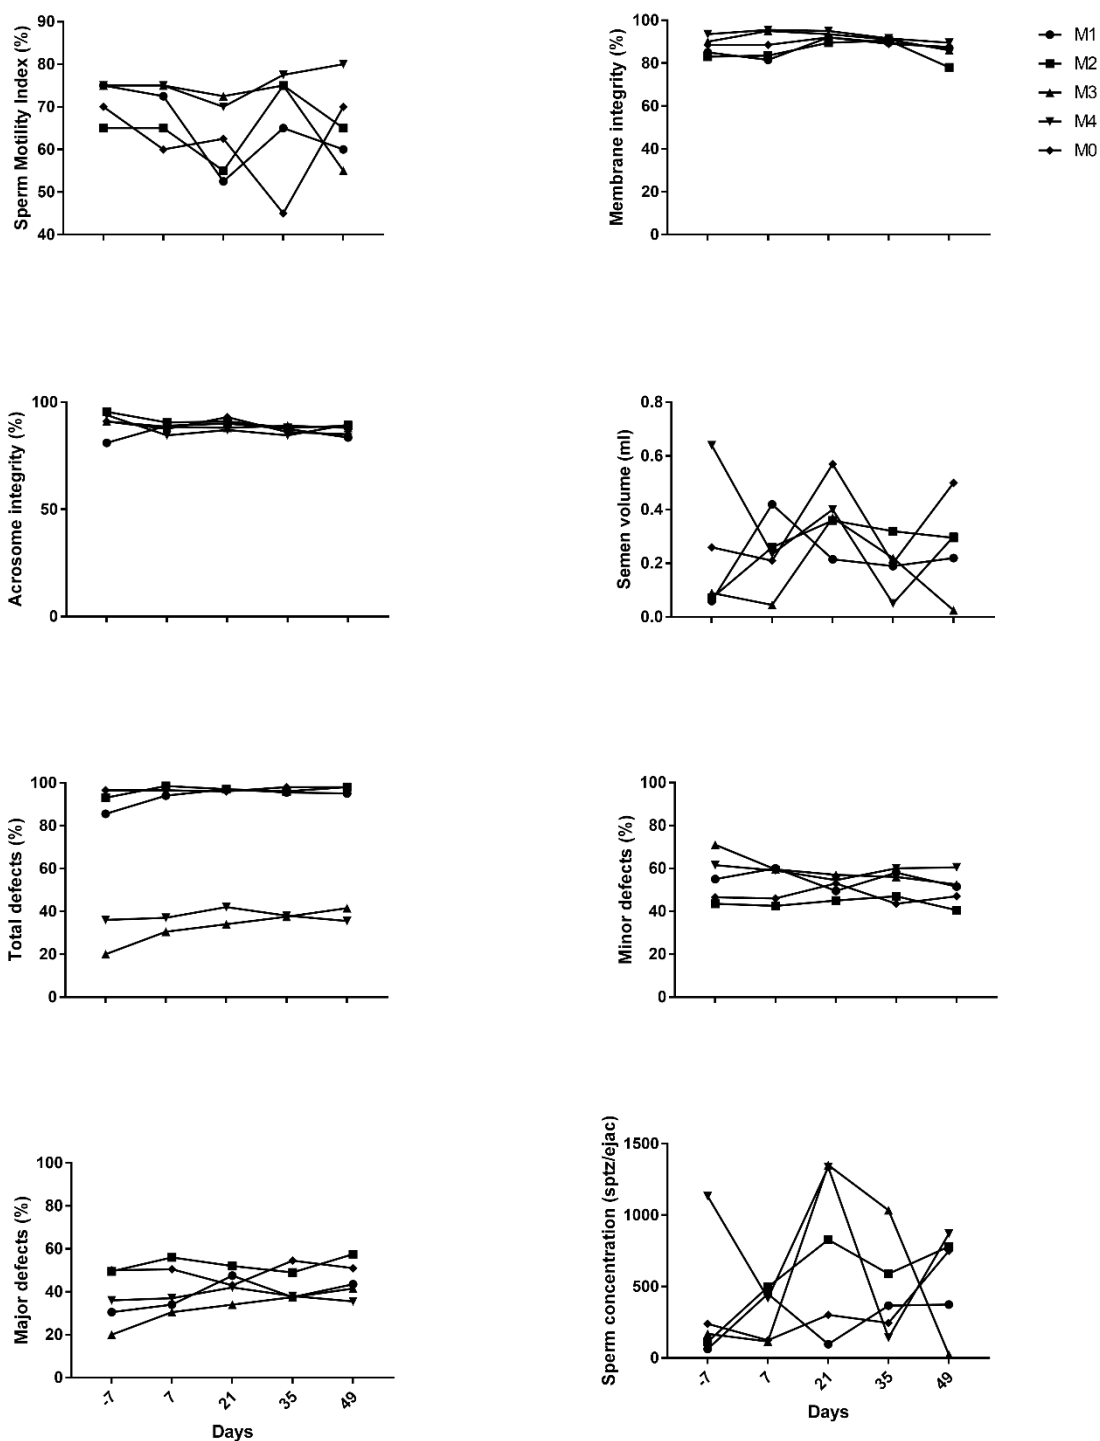 Sperm Motility Index (%)
90
80
70
60
50
40
Membrane integrity (%)
100
80
60
40
20
0
M1
M2
M3
M4
M0
Acrosome integrity (%)
100
50
0
Semen volume (ml)
0.8
0.6
0.4
0.2
0.0
Total defects (%)
100
80
60
40
20
0
Minor defects (%)
100
80
60
40
20
0
Major defects (%)
100
80
60
40
20
0
-7 7 21 35 49
Days
Sperm concentration (sptz/ejac)
1500
1000
500
0
-7 7 21 35 49
Days